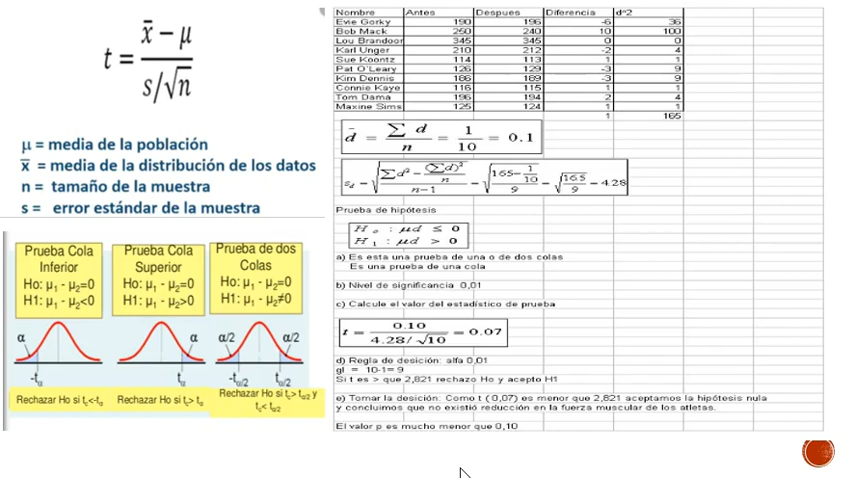 t = x̄ − μ / s/√n
μ = media de la población
x̄ = media de la distribución de los datos
n = tamaño de la muestra
s = error estándar de la muestra
Prueba Cola Inferior
Ho: μ₁ - μ₂=0
H1: μ₁ - μ₂<0
Prueba Cola Superior
Ho: μ₁ - μ₂=0
H1: μ₁ - μ₂>0
Prueba de dos Colas
Ho: μ₁ - μ₂=0
H1: μ₁ - μ₂≠0
α
α
α/2 α/2
-tα
tα
-tα/2 tα/2
Rechazar Ho si tc<-tα
Rechazar Ho si tc> tα
Rechazar Ho si tc> tα/2 y
tc< tα/2
Nombre Antes Despues Diferencia d^2
Evie Gorky 190 196 -6 36
Bob Mack 250 240 10 100
Lou Brandoor 345 345 0 0
Karl Unger 210 212 -2 4
Sue Koontz 114 113 1 1
Pat O'Leary 126 129 -3 9
Kim Dennis 186 189 -3 9
Connie Kaye 116 115 1 1
Tom Dama 196 194 2 4
Maxine Sims 125 124 1 1
1 165
d̄ = ∑ d / n = 1 / 10 = 0.1
s_d = √((∑d² − (∑d)²/n) / (n−1)) = √((165− 1/10) / 9) = √(165/9) = 4.28
Prueba de hipótesis
H₀ : μd ≤ 0
H₁ : μd > 0
a) Es esta una prueba de una o de dos colas
Es una prueba de una cola
b) Nivel de significancia 0,01
c) Calcule el valor del estadístico de prueba
t = 0.10 / 4.28/√10 = 0.07
d) Regla de desición: alfa 0,01
gl = 10-1= 9
Si t es > que 2,821 rechazo Ho y acepto H1
e) Tomar la desición: Como t (0,07) es menor que 2,821 aceptamos la hipótesis nula
y concluimos que no existió reducción en la fuerza muscular de los atletas.
El valor p es mucho menor que 0,10